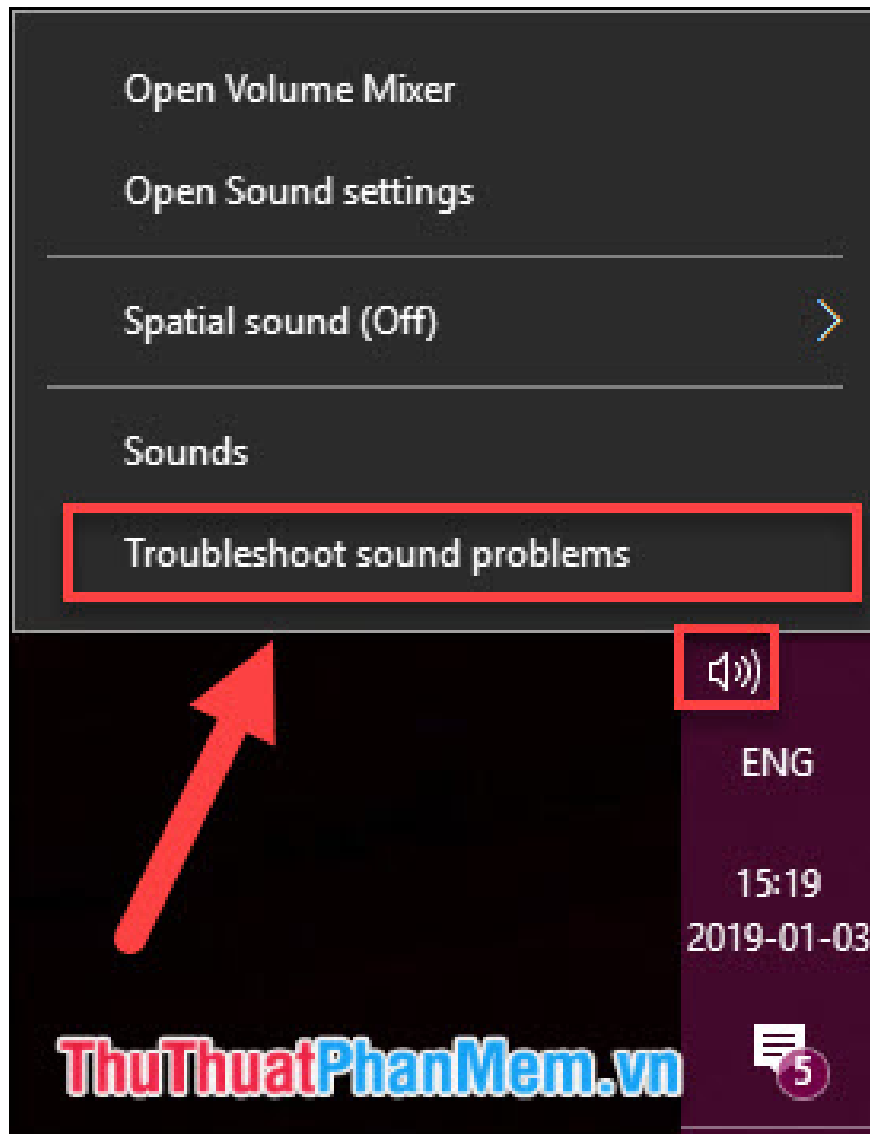 Open Volume Mixer
Open Sound settings
Spatial sound (Off)
Sounds
Troubleshoot sound problems
ENG
15:19
2019-01-03
ThuThuatPhanMem.vn
5